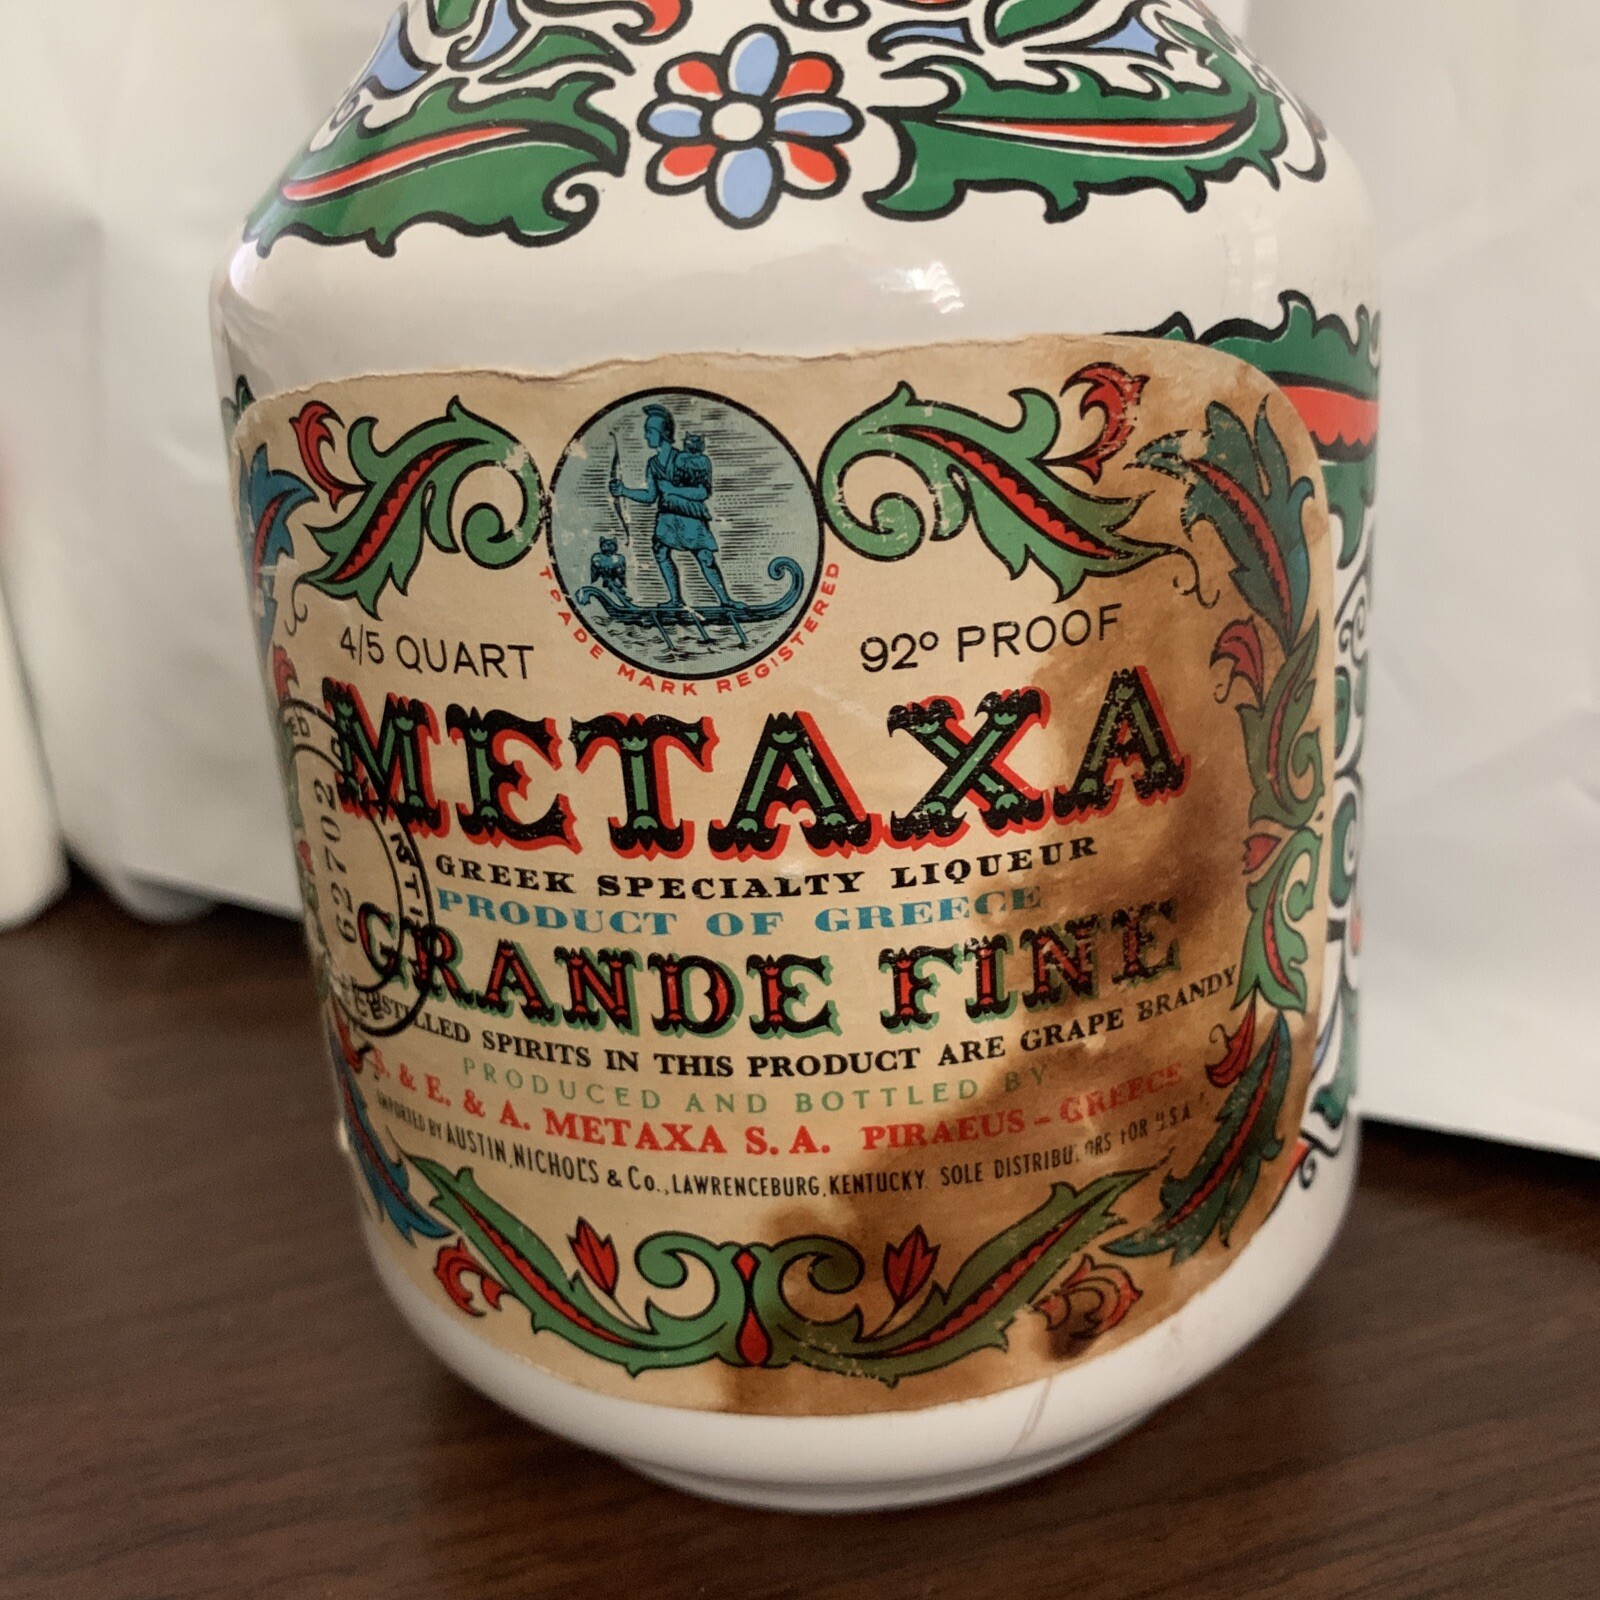 TRADE MARK REGISTERED
4/5 QUART
92º PROOF
METAXA
GREEK SPECIALTY LIQUEUR
PRODUCT OF GREECE
GRANDE FINE
DISTILLED SPIRITS IN THIS PRODUCT ARE GRAPE BRANDY
PRODUCED AND BOTTLED BY
S. & E. & A. METAXA S. A. PIRAEUS - GREECE
IMPORTED BY AUSTIN, NICHOLS & Co., LAWRENCEBURG, KENTUCKY. SOLE DISTRIBUTORS FOR U.S.A.
62702